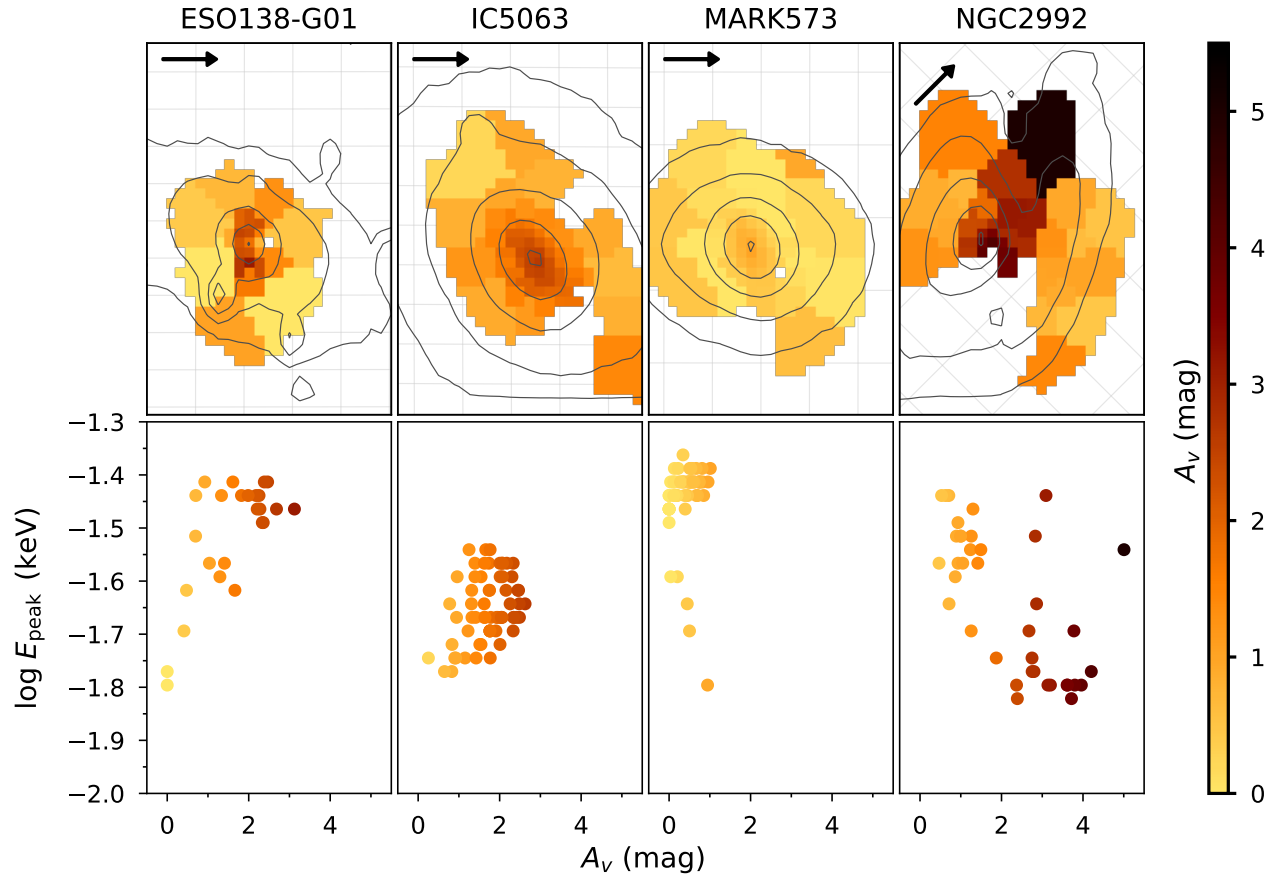 ESO138-G01 IC5063 MARK573 NGC2992
5
4
3
2
1
0
A_v (mag)
−1.3
−1.4
−1.5
−1.6
−1.7
−1.8
−1.9
−2.0
log E_peak (keV)
0 2 4 0 2 4 0 2 4 0 2 4
A_v (mag)